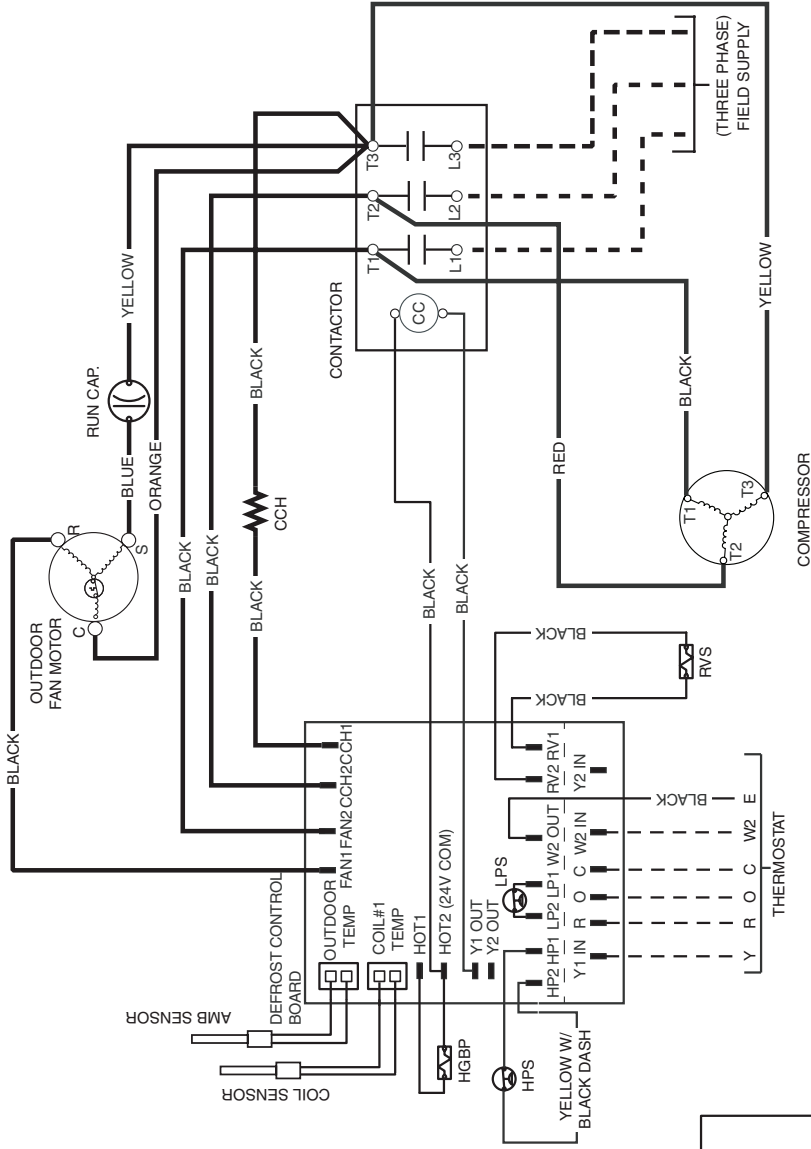 (THREE PHASE)
FIELD SUPPLY
YELLOW
T3
T2
T1
L3
L2
L1
CC
CONTACTOR
YELLOW
RUN CAP.
BLUE
ORANGE
BLACK
CCH
BLACK
BLACK
BLACK
R
S
C
OUTDOOR
FAN MOTOR
BLACK
BLACK
BLACK
RED
BLACK
T1
T2
T3
COMPRESSOR
FAN1
FAN2
CCH2
CCH1
DEFROST CONTROL
BOARD
OUTDOOR
TEMP
COIL#1
TEMP
HOT1
HOT2 (24V COM)
Y1 OUT
Y2 OUT
AMB SENSOR
COIL SENSOR
HGBP
HPS
YELLOW W/
BLACK DASH
LPS
HP2
HP1
LP2
LP1
W2 OUT
RV2
RV1
Y1 IN
R
O
C
W2 IN
Y2 IN
BLACK
BLACK
RVS
BLACK
Y
R
O
C
W2
E
THERMOSTAT